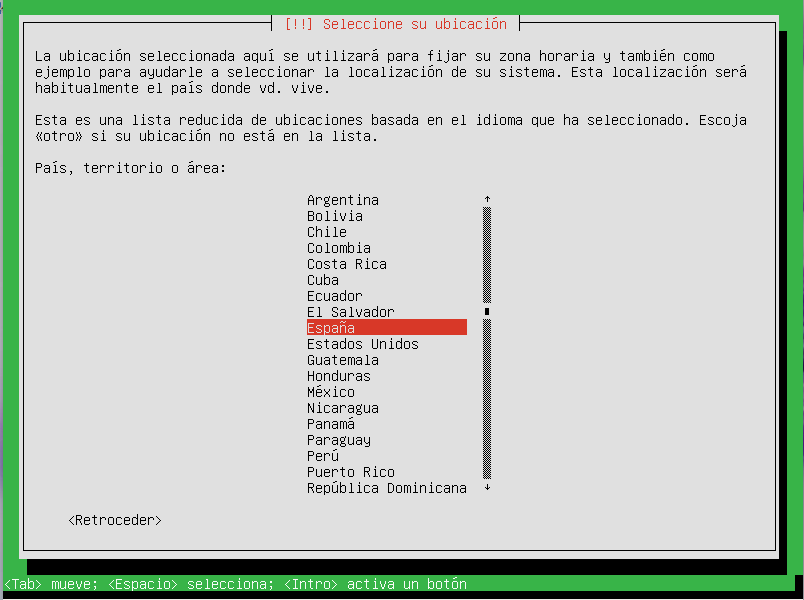 [!!] Seleccione su ubicación
La ubicación seleccionada aquí se utilizará para fijar su zona horaria y también como
ejemplo para ayudarle a seleccionar la localización de su sistema. Esta localización será
habitualmente el país donde vd. vive.
Esta es una lista reducida de ubicaciones basada en el idioma que ha seleccionado. Escoja
«otro» si su ubicación no está en la lista.
País, territorio o área:
Argentina
Bolivia
Chile
Colombia
Costa Rica
Cuba
Ecuador
El Salvador
España
Estados Unidos
Guatemala
Honduras
México
Nicaragua
Panamá
Paraguay
Perú
Puerto Rico
República Dominicana
<Retroceder>
<Tab> mueve; <Espacio> selecciona; <Intro> activa un botón